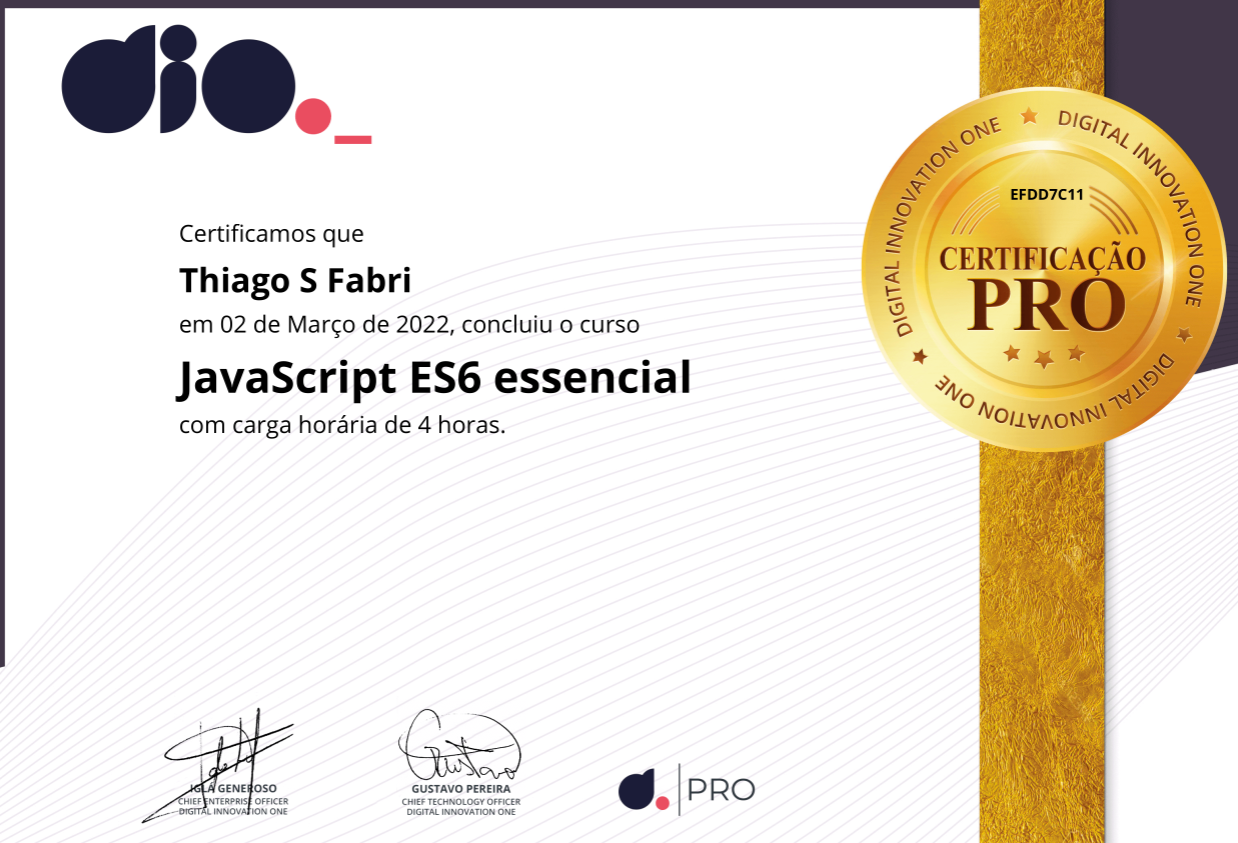 dio._
Certificamos que
Thiago S Fabri
em 02 de Março de 2022, concluiu o curso
JavaScript ES6 essencial
com carga horária de 4 horas.
DIGITAL INNOVATION ONE
DIGITAL INNOVATION ONE
DIGITAL INNOVATION ONE
EFDD7C11
CERTIFICAÇÃO
PRO
IGLA GENEROSO
CHIEF ENTERPRISE OFFICER
DIGITAL INNOVATION ONE
Gustavo
GUSTAVO PEREIRA
CHIEF TECHNOLOGY OFFICER
DIGITAL INNOVATION ONE
d. | PRO